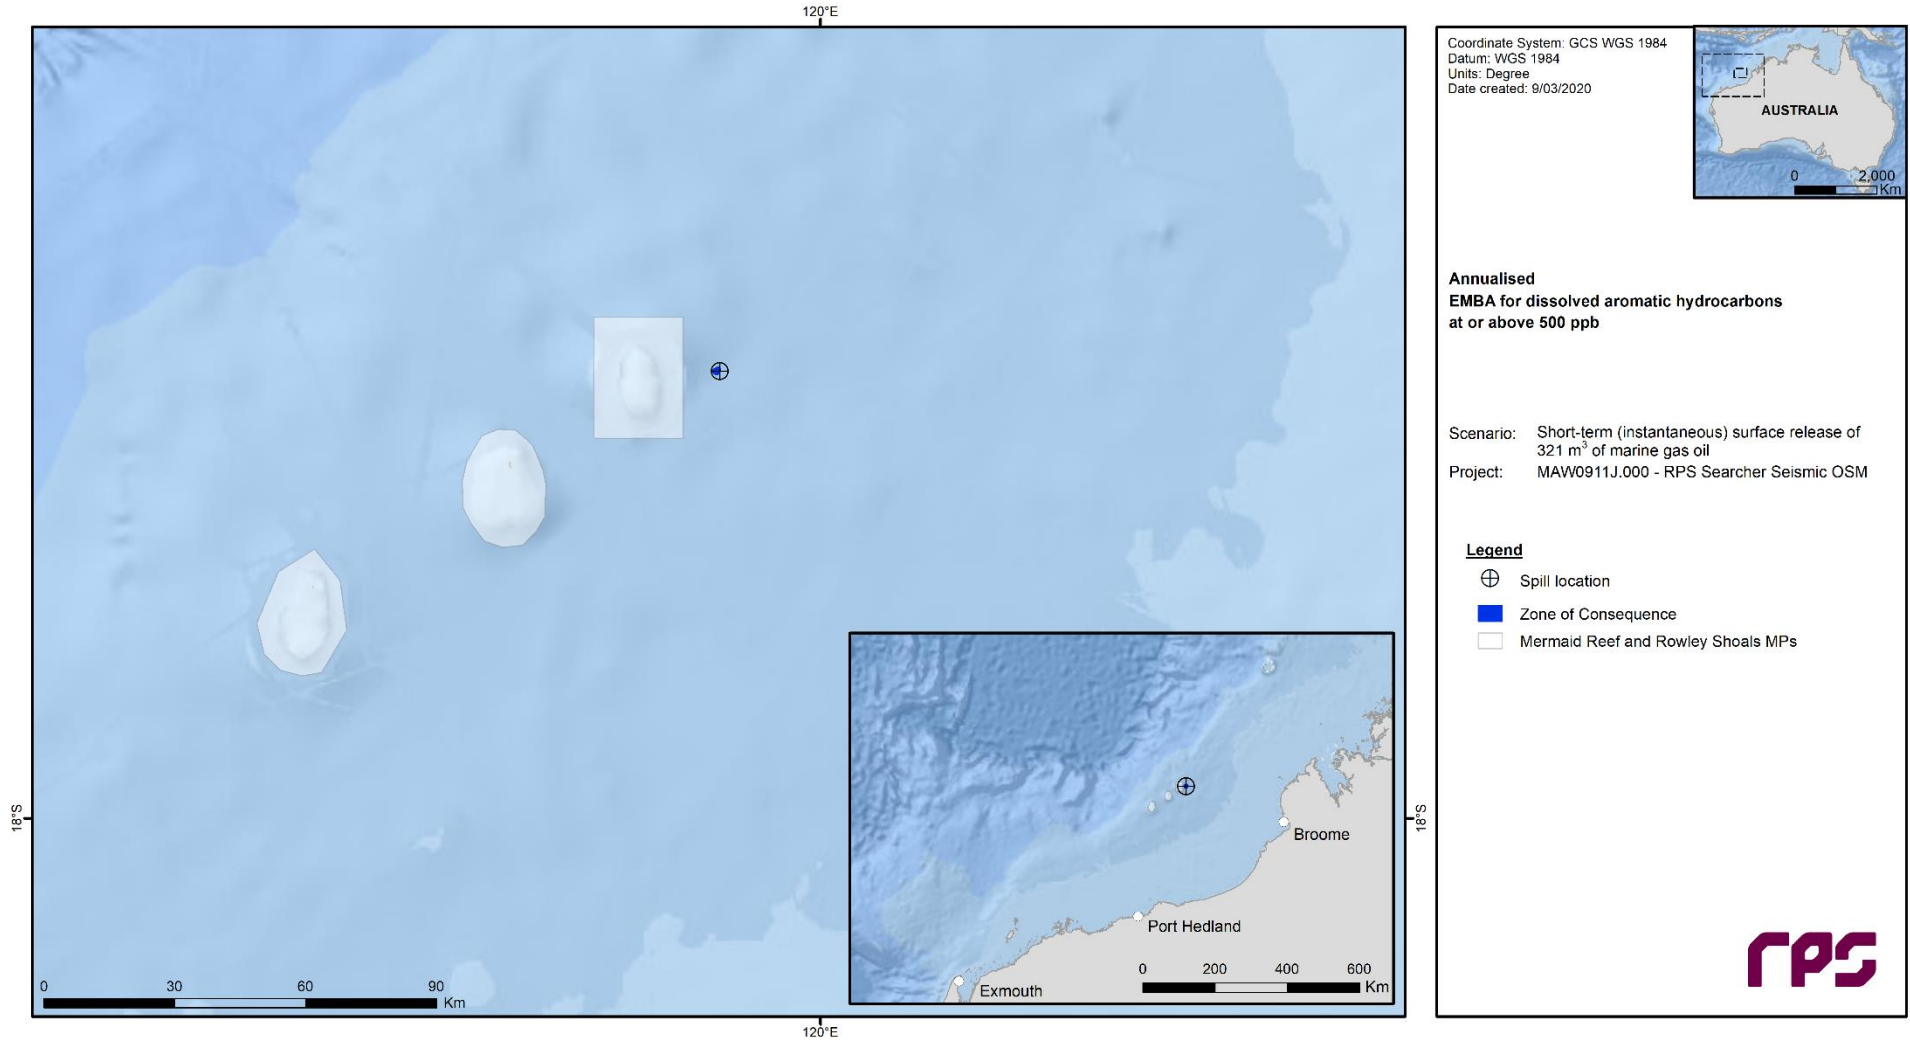 120°E
18°S
18°S
120°E
0 30 60 90 Km
Broome
Port Hedland
Exmouth
0 200 400 600 Km
Coordinate System: GCS WGS 1984
Datum: WGS 1984
Units: Degree
Date created: 9/03/2020
AUSTRALIA
0 2,000
Km
Annualised
EMBA for dissolved aromatic hydrocarbons
at or above 500 ppb
Scenario: Short-term (instantaneous) surface release of
321 m³ of marine gas oil
Project: MAW0911J.000 - RPS Searcher Seismic OSM
Legend
Spill location
Zone of Consequence
Mermaid Reef and Rowley Shoals MPs
rps